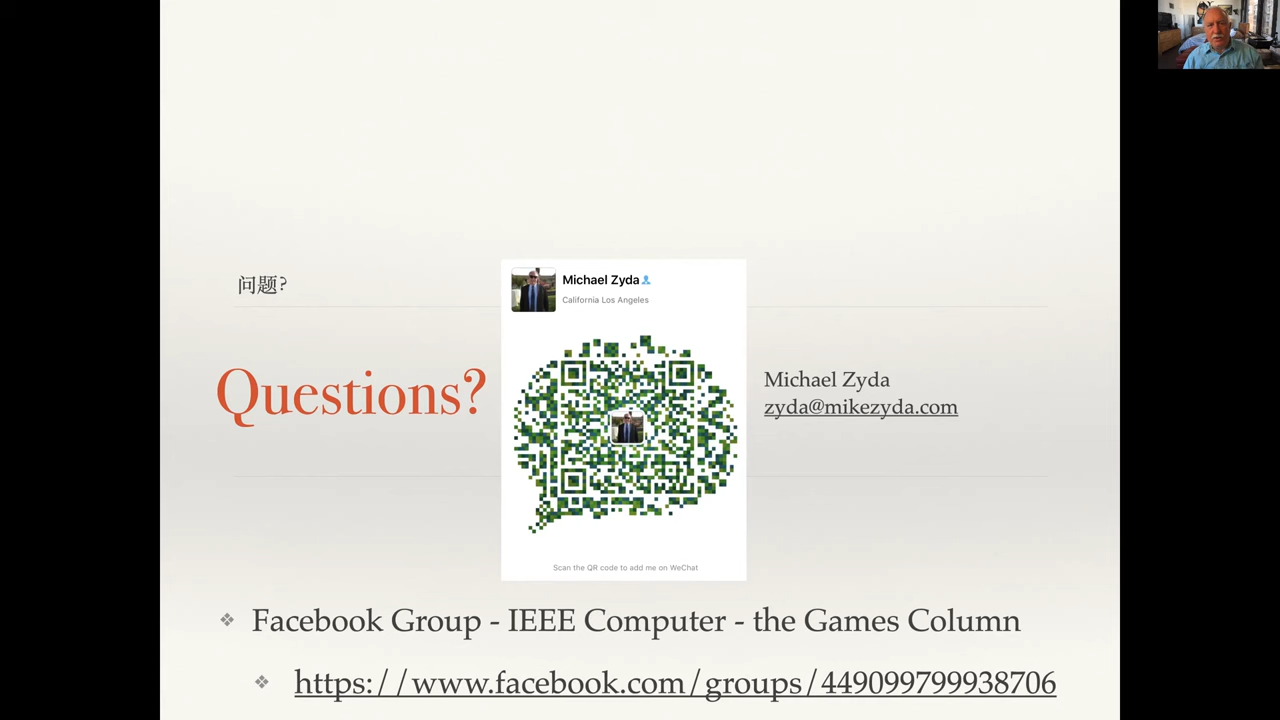 问题?
Michael Zyda
California Los Angeles
Questions?
Michael Zyda
zyda@mikezyda.com
Scan the QR code to add me on WeChat
Facebook Group - IEEE Computer - the Games Column
https://www.facebook.com/groups/449099799938706